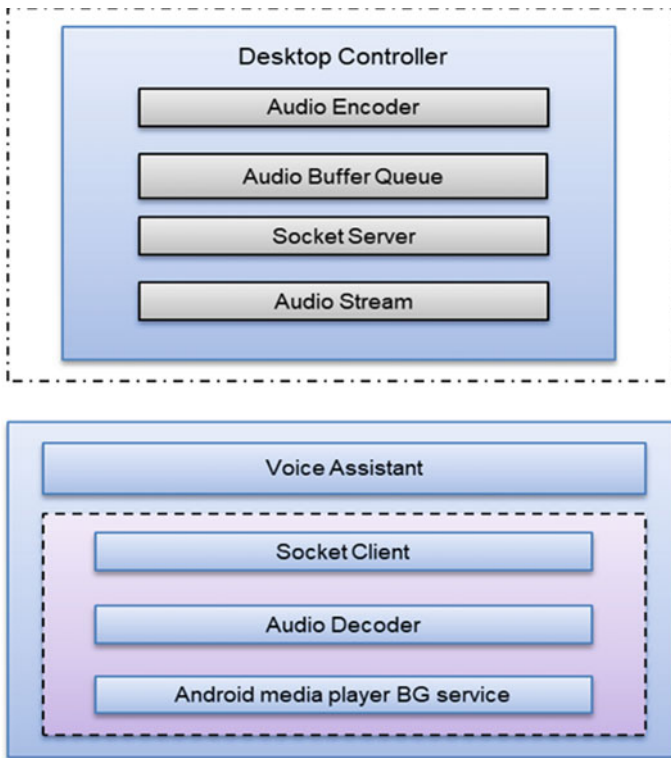 Desktop Controller
Audio Encoder
Audio Buffer Queue
Socket Server
Audio Stream
Voice Assistant
Socket Client
Audio Decoder
Android media player BG service